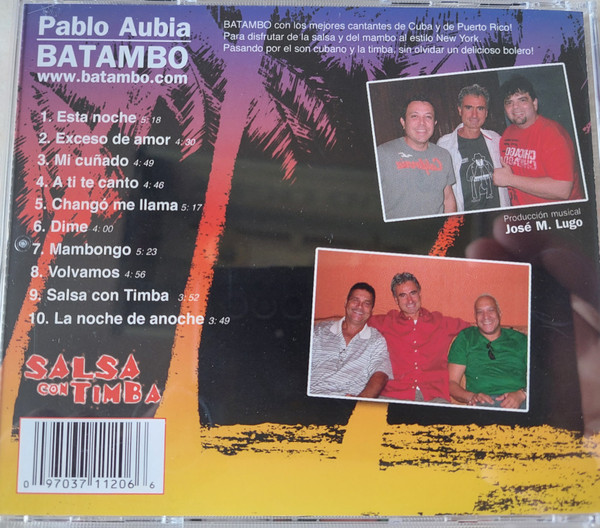 Pablo Aubia
BATAMBO
www.batambo.com
BATAMBO con los mejores cantantes de Cuba y de Puerto Rico!
Para disfrutar de la salsa y del mambo al estilo New York.
Pasando por el son cubano y la timba, sin olvidar un delicioso bolero!
1. Esta noche 5:18
2. Exceso de amor 4:30
3. Mi cuñado 4:49
4. A ti te canto 4:46
5. Changó me llama 5:17
6. Dime 4:00
7. Mambongo 5:23
8. Volvamos 4:56
9. Salsa con Timba 3:52
10. La noche de anoche 3:49
Producción musical
José M. Lugo
SALSA
CON TIMBA
0 97037 11206 6